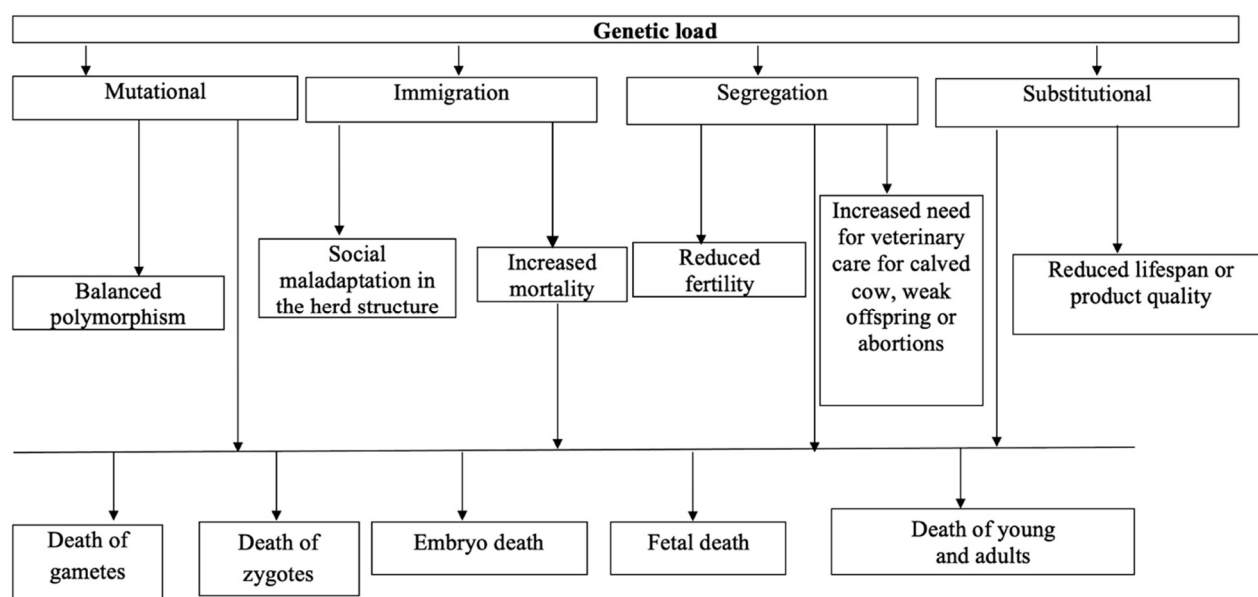 Genetic load
Mutational
Immigration
Segregation
Substitutional
Balanced
polymorphism
Social
maladaptation in
the herd structure
Increased
mortality
Reduced
fertility
Increased need
for veterinary
care for calved
cow, weak
offspring or
abortions
Reduced lifespan or
product quality
Death of
gametes
Death of
zygotes
Embryo death
Fetal death
Death of young
and adults